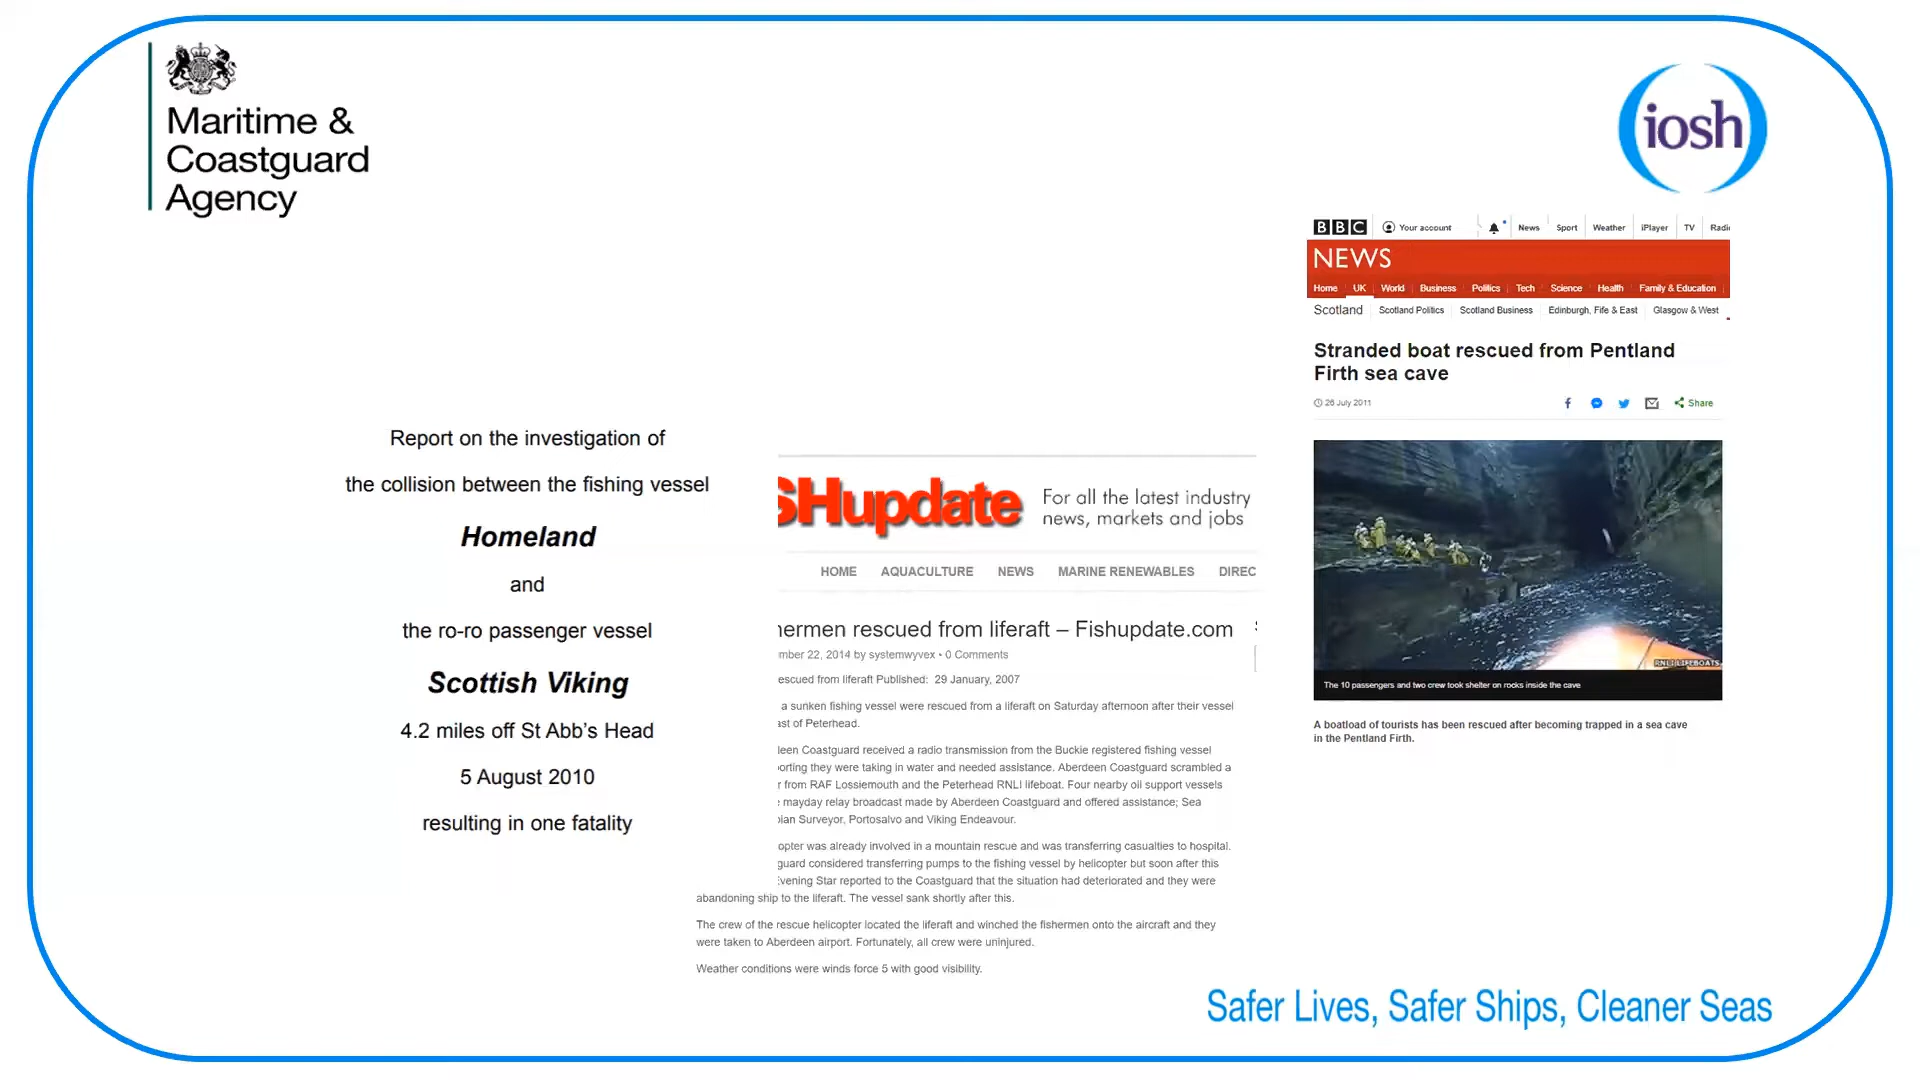 Maritime &
Coastguard
Agency
iosh
Report on the investigation of
the collision between the fishing vessel
Homeland
and
the ro-ro passenger vessel
Scottish Viking
4.2 miles off St Abb's Head
5 August 2010
resulting in one fatality
SHupdate
For all the latest industry
news, markets and jobs
HOME AQUACULTURE NEWS MARINE RENEWABLES DIREC
hermen rescued from liferaft – Fishupdate.com
mber 22, 2014 by systemwyvex • 0 Comments
escued from liferaft Published: 29 January, 2007
a sunken fishing vessel were rescued from a liferaft on Saturday afternoon after their vessel
ast of Peterhead.
leen Coastguard received a radio transmission from the Buckie registered fishing vessel
orting they were taking in water and needed assistance. Aberdeen Coastguard scrambled a
r from RAF Lossiemouth and the Peterhead RNLI lifeboat. Four nearby oil support vessels
mayday relay broadcast made by Aberdeen Coastguard and offered assistance; Sea
bian Surveyor, Portosalvo and Viking Endeavour.
opter was already involved in a mountain rescue and was transferring casualties to hospital.
guard considered transferring pumps to the fishing vessel by helicopter but soon after this
Evening Star reported to the Coastguard that the situation had deteriorated and they were
abandoning ship to the liferaft. The vessel sank shortly after this.
The crew of the rescue helicopter located the liferaft and winched the fishermen onto the aircraft and they
were taken to Aberdeen airport. Fortunately, all crew were uninjured.
Weather conditions were winds force 5 with good visibility.
BBC Your account News Sport Weather iPlayer TV Radi
NEWS
Home UK World Business Politics Tech Science Health Family & Education
Scotland Scotland Politics Scotland Business Edinburgh, Fife & East Glasgow & West
Stranded boat rescued from Pentland
Firth sea cave
26 July 2011
Share
RNLI LIFEBOATS
The 10 passengers and two crew took shelter on rocks inside the cave
A boatload of tourists has been rescued after becoming trapped in a sea cave
in the Pentland Firth.
Safer Lives, Safer Ships, Cleaner Seas